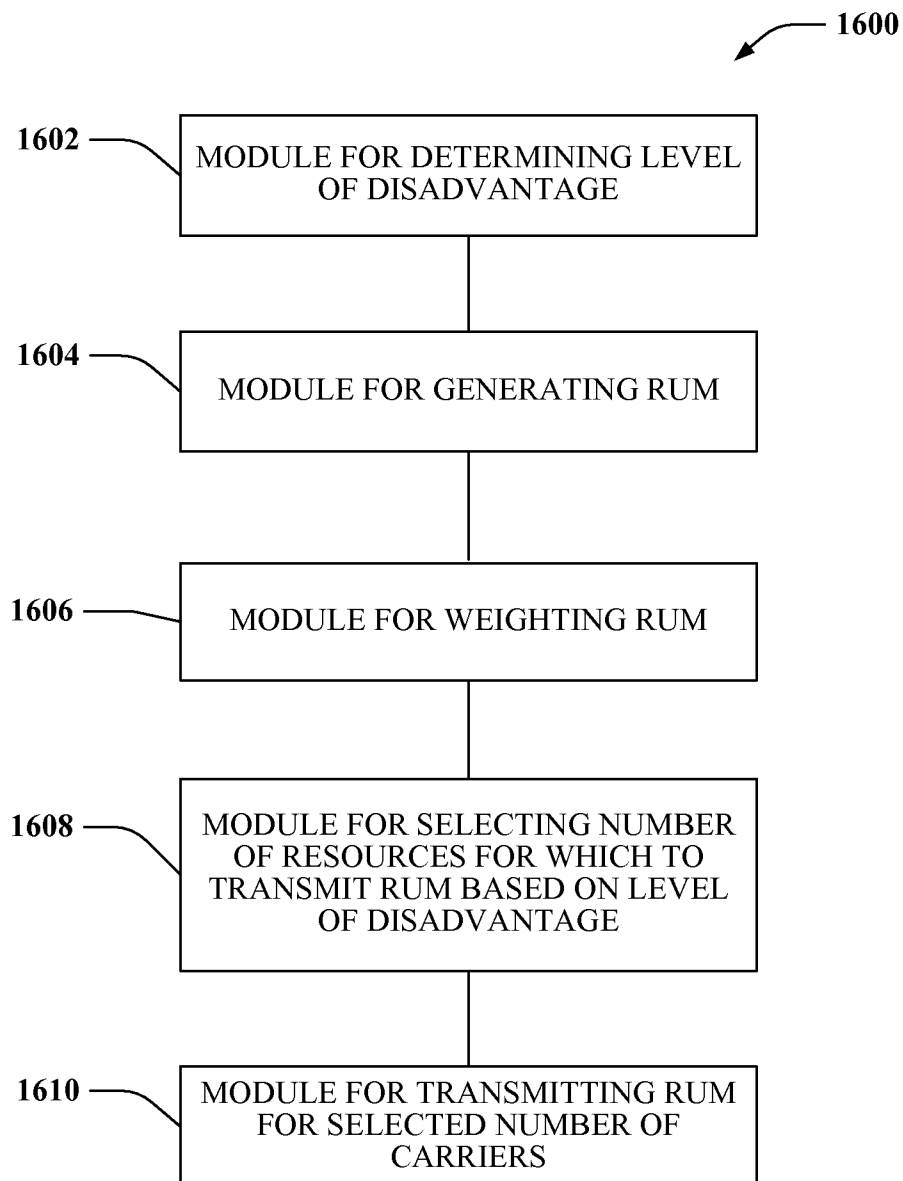 1600
1602
MODULE FOR DETERMINING LEVEL
OF DISADVANTAGE
1604
MODULE FOR GENERATING RUM
1606
MODULE FOR WEIGHTING RUM
1608
MODULE FOR SELECTING NUMBER
OF RESOURCES FOR WHICH TO
TRANSMIT RUM BASED ON LEVEL
OF DISADVANTAGE
1610
MODULE FOR TRANSMITTING RUM
FOR SELECTED NUMBER OF
CARRIERS